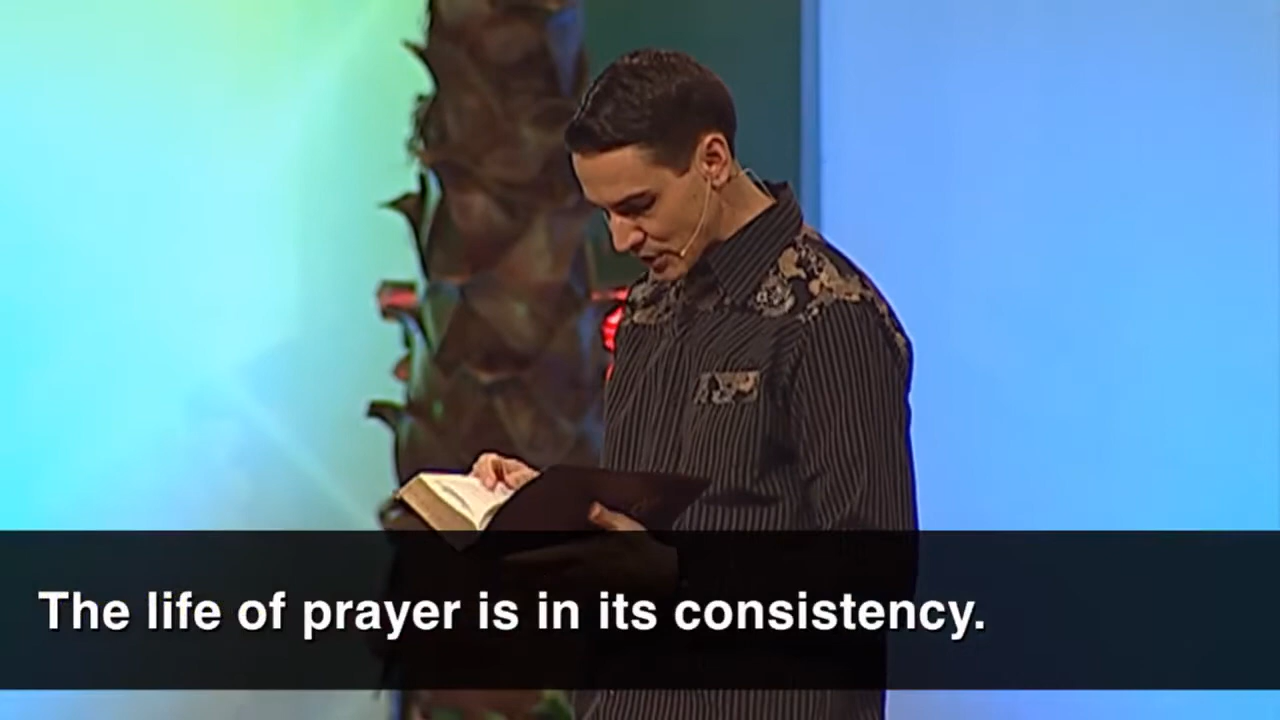 The life of prayer is in its consistency.